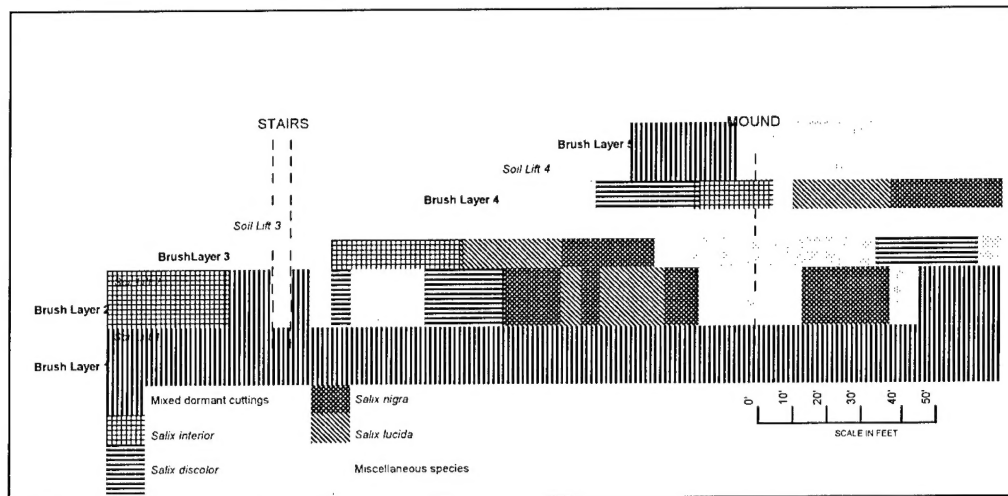 STAIRS
MOUND
Brush Layer 5
Soil Lift 4
Brush Layer 4
Soil Lift 3
BrushLayer 3
Brush Layer 2
Brush Layer
Mixed dormant cuttings
Salix nigra
Salix interior
Salix lucida
Salix discolor
Miscellaneous species
0' 10' 20' 30' 40' 50'
SCALE IN FEET